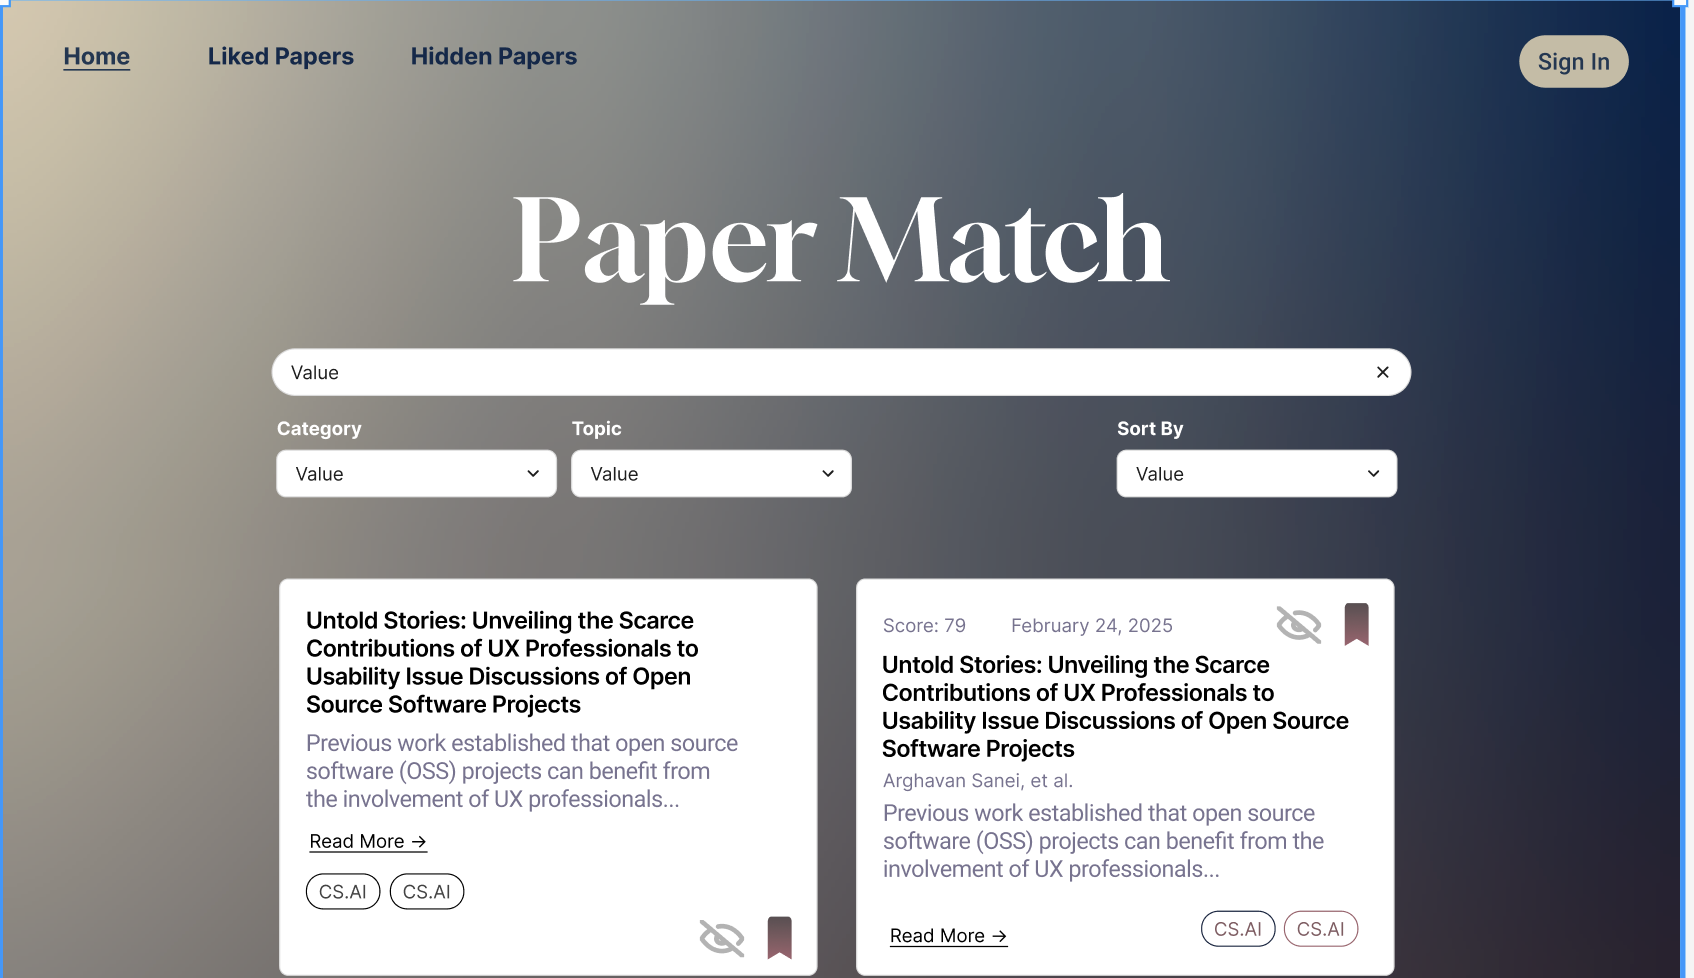 Home Liked Papers Hidden Papers Sign In
Paper Match
Value
Category Topic Sort By
Value Value Value
Untold Stories: Unveiling the Scarce
Contributions of UX Professionals to
Usability Issue Discussions of Open
Source Software Projects
Previous work established that open source
software (OSS) projects can benefit from
the involvement of UX professionals...
Read More →
CS.AI CS.AI
Score: 79 February 24, 2025
Untold Stories: Unveiling the Scarce
Contributions of UX Professionals to
Usability Issue Discussions of Open Source
Software Projects
Arghavan Sanei, et al.
Previous work established that open source
software (OSS) projects can benefit from the
involvement of UX professionals...
Read More → CS.AI CS.AI